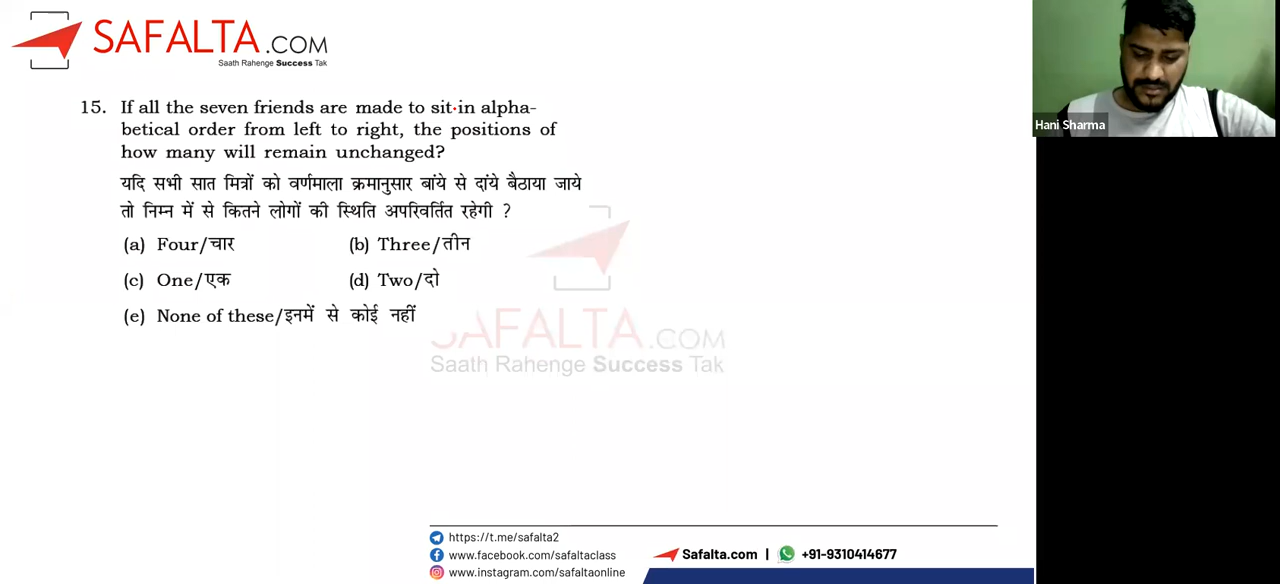 SAFALTA.COM
Saath Rahenge Success Tak
Hani Sharma
15. If all the seven friends are made to sit in alpha-
betical order from left to right, the positions of
how many will remain unchanged?
यदि सभी सात मित्रों को वर्णमाला क्रमानुसार बांये से दांये बैठाया जाये
तो निम्न में से कितने लोगों की स्थिति अपरिवर्तित रहेगी ?
(a) Four/चार (b) Three/तीन
(c) One/एक (d) Two/दो
(e) None of these/इनमें से कोई नहीं
SAFALTA.COM
Saath Rahenge Success Tak
https://t.me/safalta2
www.facebook.com/safaltaclass
www.instagram.com/safaltaonline
Safalta.com | +91-9310414677